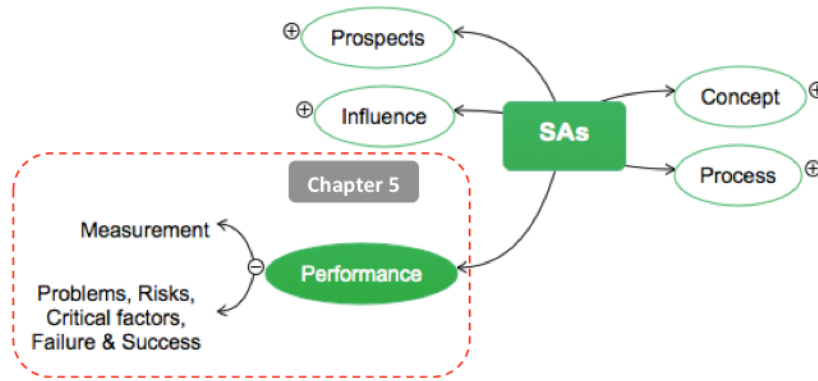 Prospects
Influence
SAs
Concept
Process
Chapter 5
Measurement
Performance
Problems, Risks,
Critical factors,
Failure & Success